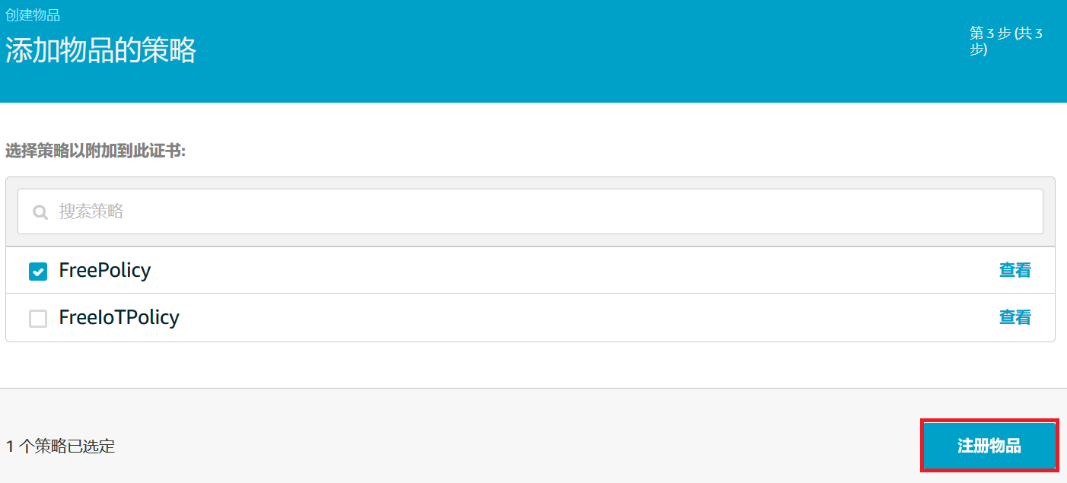 创建物品
添加物品的策略
第 3 步 (共 3
步)
选择策略以附加到此证书:
搜索策略
FreePolicy 查看
FreeIoTPolicy 查看
1 个策略已选定
注册物品